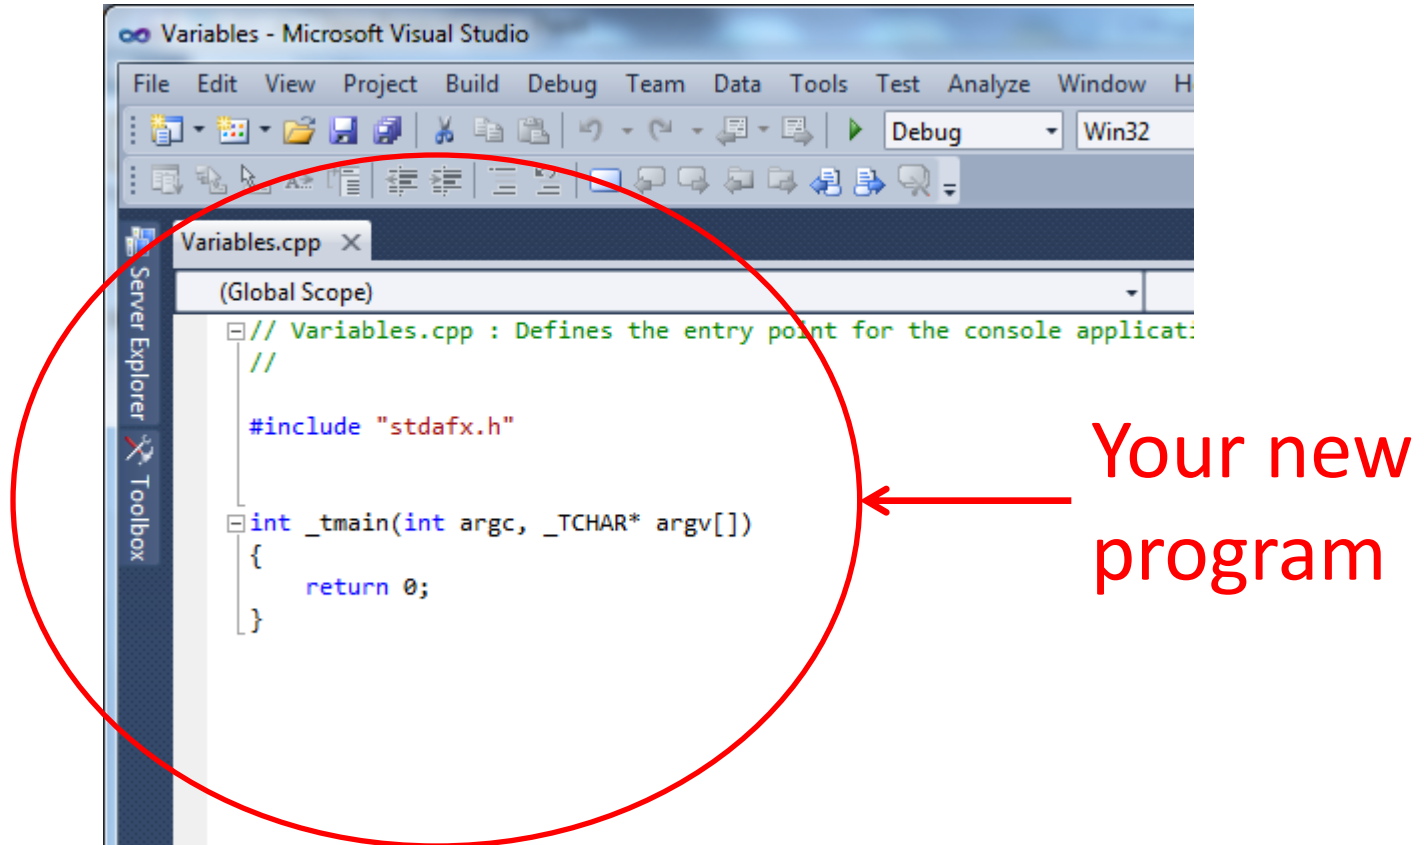 Variables - Microsoft Visual Studio
File Edit View Project Build Debug Team Data Tools Test Analyze Window H
Debug Win32
Variables.cpp
Server Explorer
Toolbox
(Global Scope)
// Variables.cpp : Defines the entry point for the console applicati
//
#include "stdafx.h"
int _tmain(int argc, _TCHAR* argv[])
{
return 0;
}
Your new
program